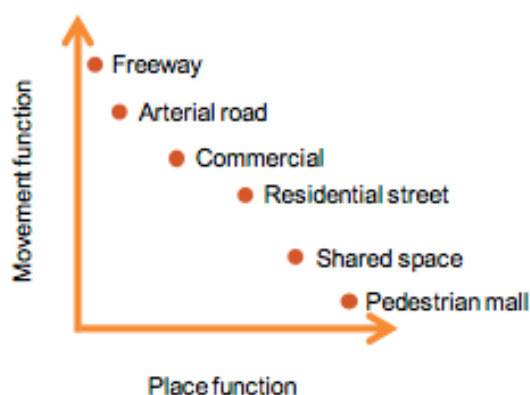 Movement function
Freeway
Arterial road
Commercial
Residential street
Shared space
Pedestrian mall
Place function